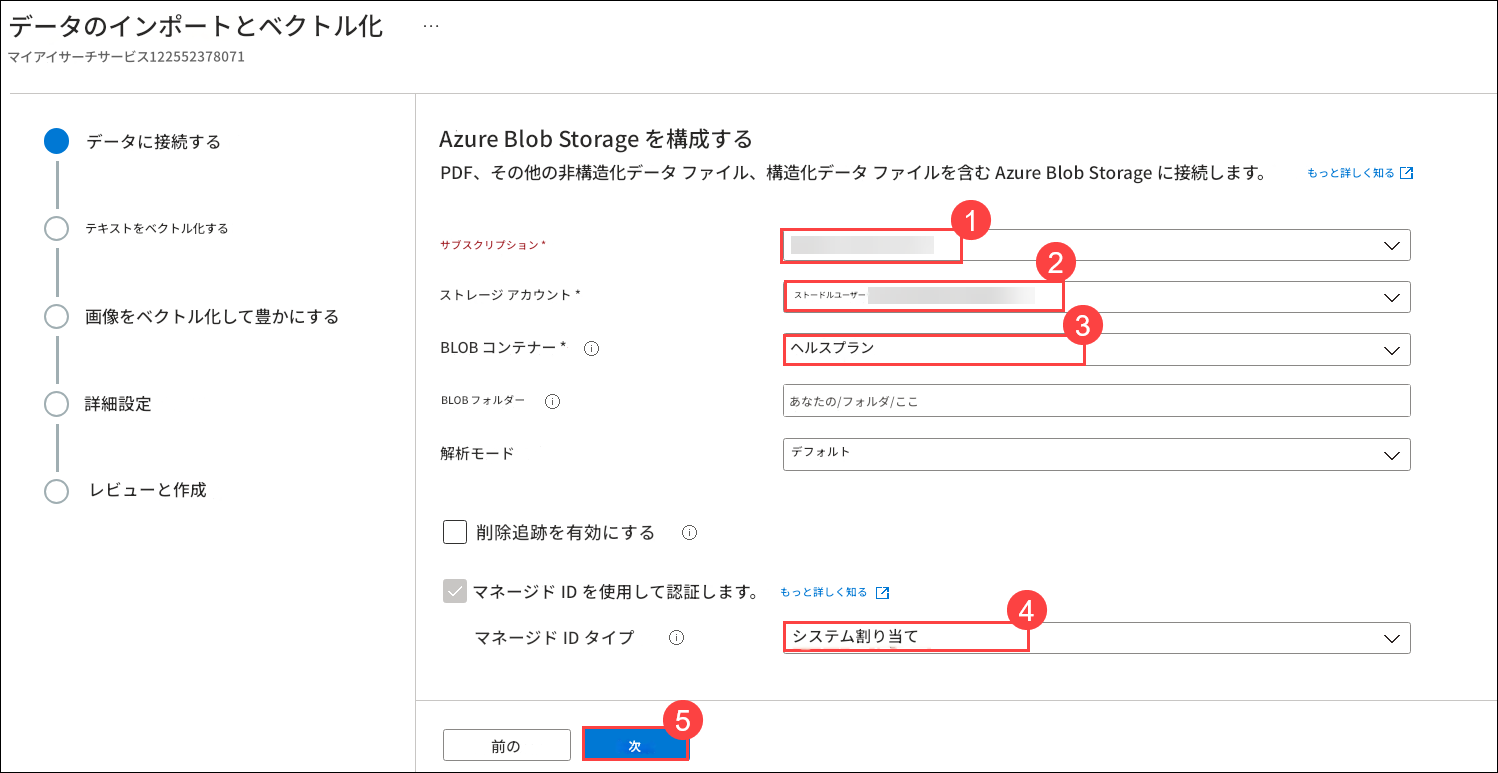 データのインポートとベクトル化 ...
マイアイサーチサービス122552378071
データに接続する
テキストをベクトル化する
画像をベクトル化して豊かにする
詳細設定
レビューと作成
Azure Blob Storage を構成する
PDF、その他の非構造化データ ファイル、構造化データ ファイルを含む Azure Blob Storage に接続します。 もっと詳しく知る
サブスクリプション *
1
ストレージ アカウント *
ストードルユーザー
2
BLOB コンテナー *
ヘルスプラン
3
BLOB フォルダー
あなたの/フォルダ/ここ
解析モード
デフォルト
削除追跡を有効にする
マネージド ID を使用して認証します。 もっと詳しく知る
マネージド ID タイプ
システム割り当て
4
前の
次
5